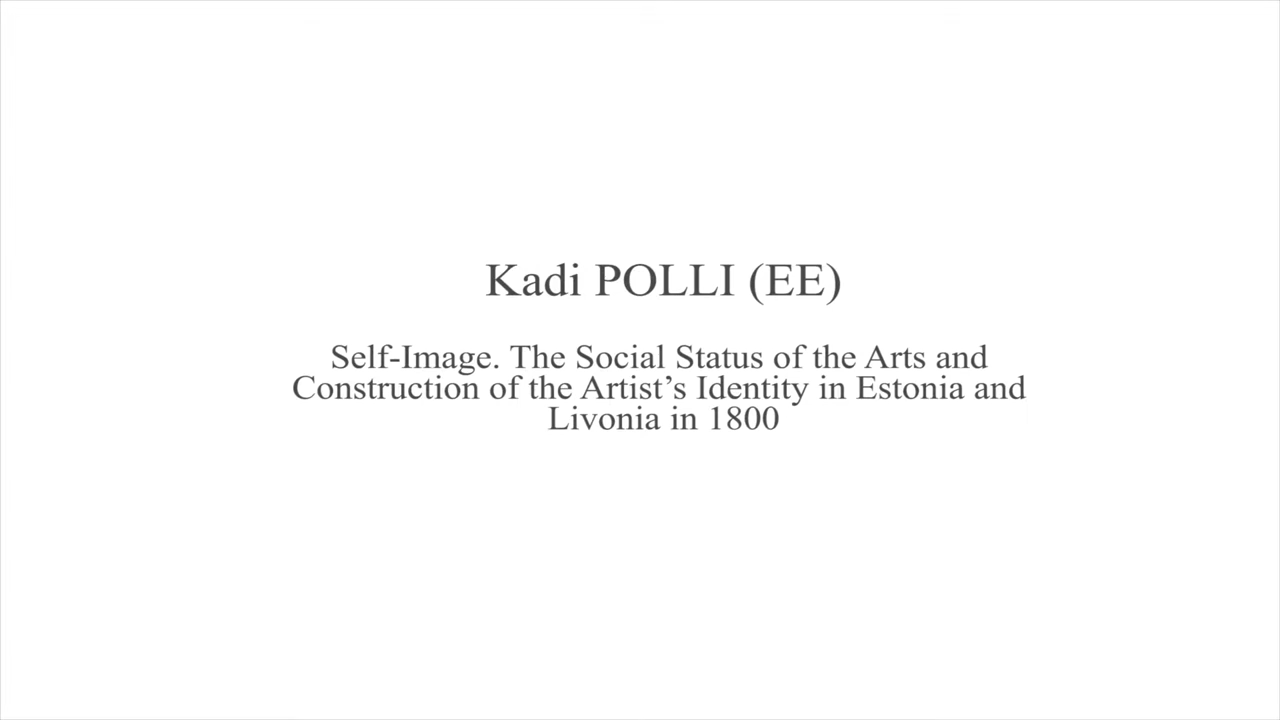 Kadi POLLI (EE)
Self-Image. The Social Status of the Arts and
Construction of the Artist’s Identity in Estonia and
Livonia in 1800